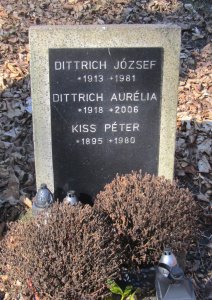 DITTRICH JÓZSEF
*1913 +1981
DITTRICH AURÉLIA
*1918 +2006
KISS PÉTER
*1895 +1980